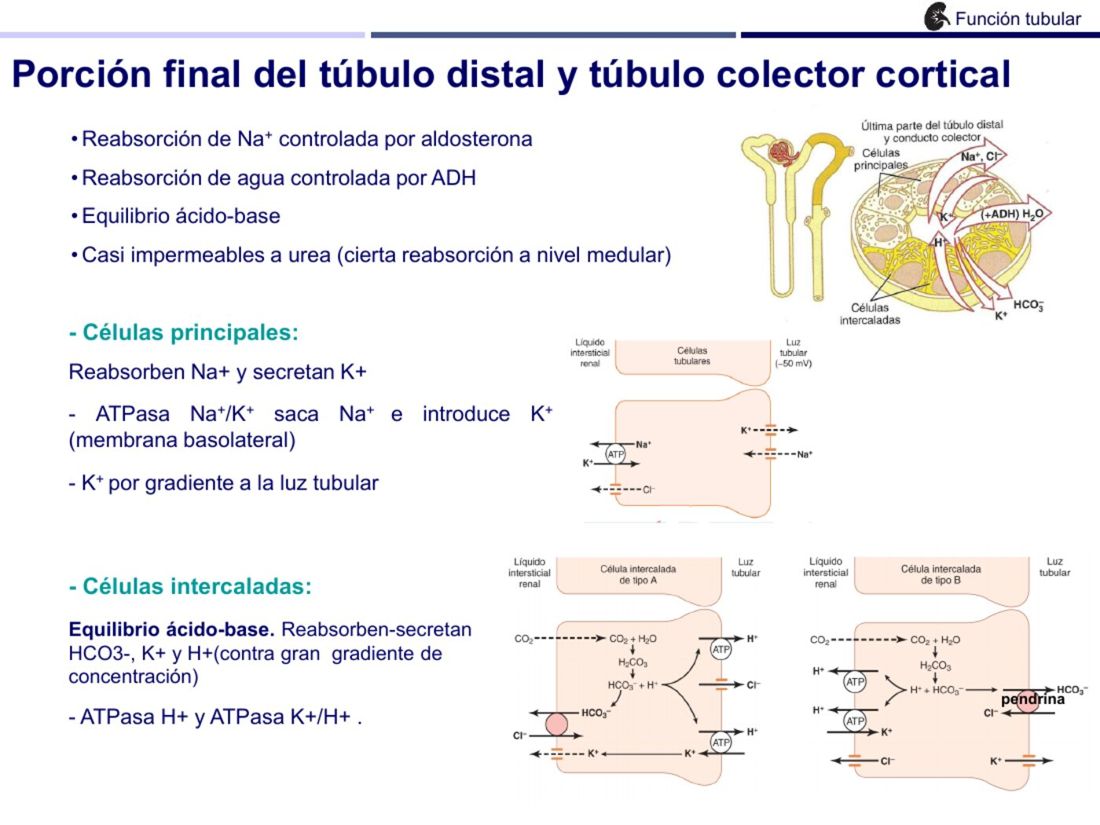 Función tubular
Porción final del túbulo distal y túbulo colector cortical
• Reabsorción de Na⁺ controlada por aldosterona
• Reabsorción de agua controlada por ADH
• Equilibrio ácido-base
• Casi impermeables a urea (cierta reabsorción a nivel medular)
Última parte del túbulo distal
y conducto colector
Células
principales
Na⁺, Cl⁻
K⁺
(+ADH) H₂O
H⁺
Células
intercaladas
K⁺
HCO₃⁻
- Células principales:
Reabsorben Na+ y secretan K+
- ATPasa Na⁺/K⁺ saca Na⁺ e introduce K⁺
(membrana basolateral)
- K⁺ por gradiente a la luz tubular
Líquido
intersticial
renal
Células
tubulares
Luz
tubular
(–50 mV)
K⁺
Na⁺
ATP
K⁺
Na⁺
Cl⁻
- Células intercaladas:
Equilibrio ácido-base. Reabsorben-secretan
HCO3-, K+ y H+(contra gran gradiente de
concentración)
- ATPasa H+ y ATPasa K+/H+ .
Líquido
intersticial
renal
Célula intercalada
de tipo A
Luz
tubular
CO₂
CO₂ + H₂O
H₂CO₃
HCO₃⁻ + H⁺
H⁺
ATP
Cl⁻
HCO₃⁻
Cl⁻
H⁺
ATP
K⁺
K⁺
Líquido
intersticial
renal
Célula intercalada
de tipo B
Luz
tubular
CO₂
CO₂ + H₂O
H₂CO₃
H⁺ + HCO₃⁻
H⁺
ATP
HCO₃⁻
pendrina
Cl⁻
H⁺
ATP
K⁺
Cl⁻
K⁺